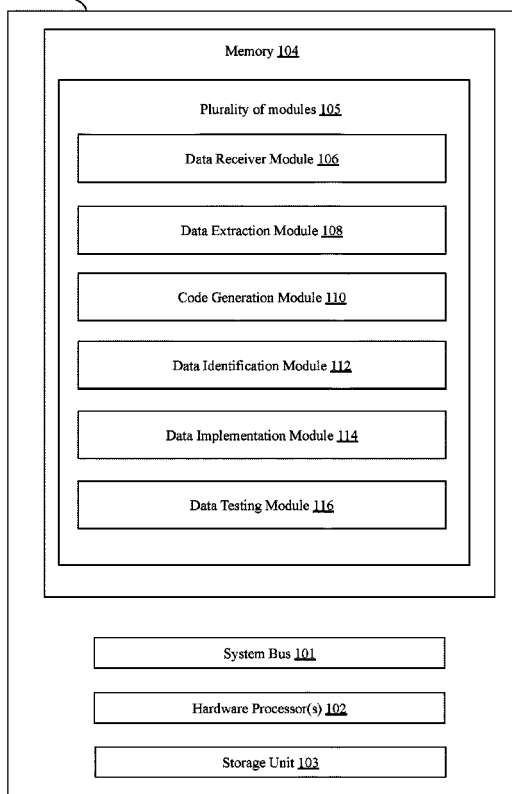 Memory 104
Plurality of modules 105
Data Receiver Module 106
Data Extraction Module 108
Code Generation Module 110
Data Identification Module 112
Data Implementation Module 114
Data Testing Module 116
System Bus 101
Hardware Processor(s) 102
Storage Unit 103